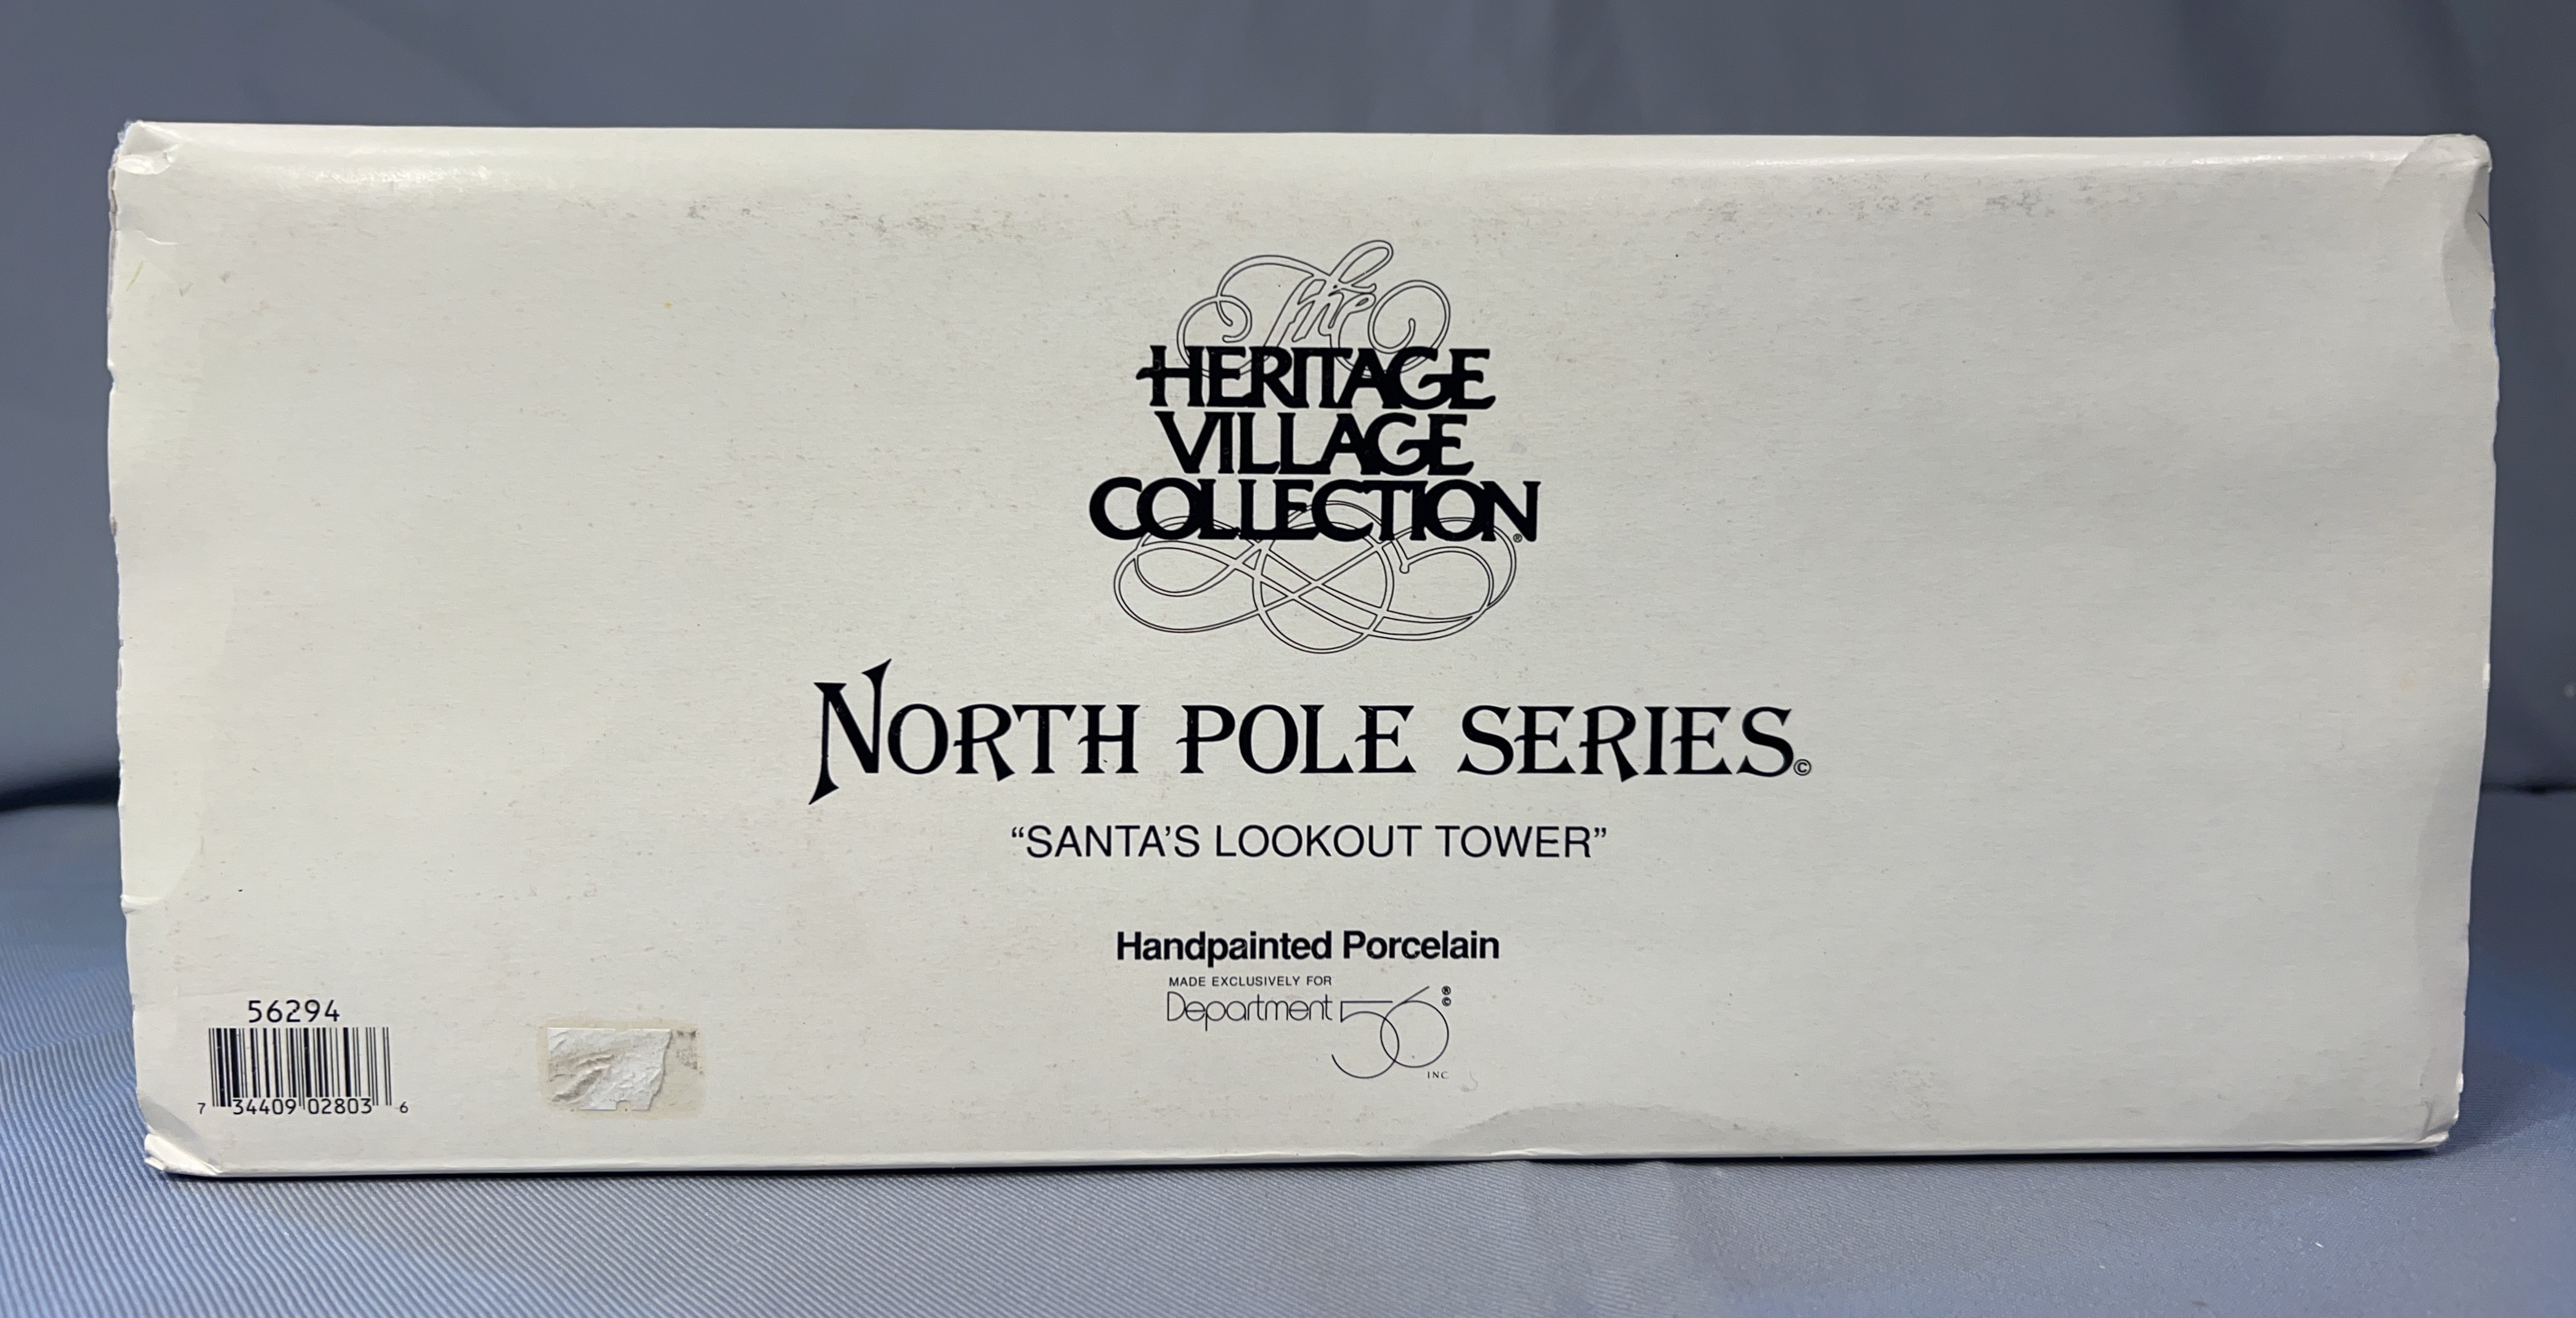 The
HERITAGE
VILLAGE
COLLECTION®
NORTH POLE SERIES©
“SANTA’S LOOKOUT TOWER”
Handpainted Porcelain
MADE EXCLUSIVELY FOR
Department 56®©
INC
56294
7 34409 02803 6